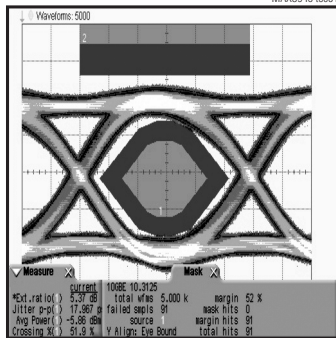 Waveforms: 5000
2
1
Measure X Mask X
current 10GBE 10.3125
*Ext.ratio( ) 5.37 dB total wfms 5.000 k margin 52 %
Jitter p-p( ) 17.967 p failed smpls 91 mask hits 0
Avg Power( ) -5.86 dBm source 1 margin hits 91
Crossing %( ) 51.9 % Y Align: Eye Bound total hits 91